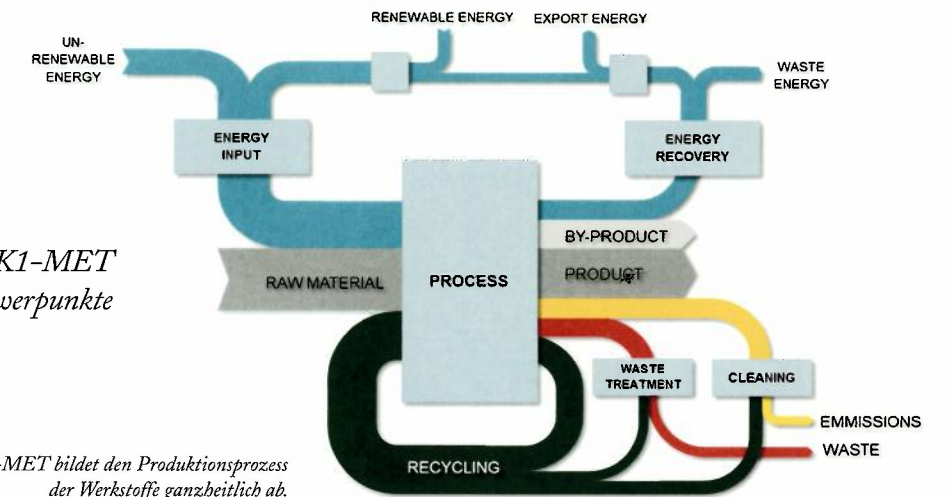 RENEWABLE ENERGY
EXPORT ENERGY
UN-
RENEWABLE
ENERGY
WASTE
ENERGY
ENERGY
INPUT
ENERGY
RECOVERY
K1-MET
werpunkte
BY-PRODUCT
RAW MATERIAL
PROCESS
PRODUCT
WASTE
TREATMENT
CLEANING
EMMISSIONS
WASTE
RECYCLING
-MET bildet den Produktionsprozess
der Werkstoffe ganzheitlich ab.